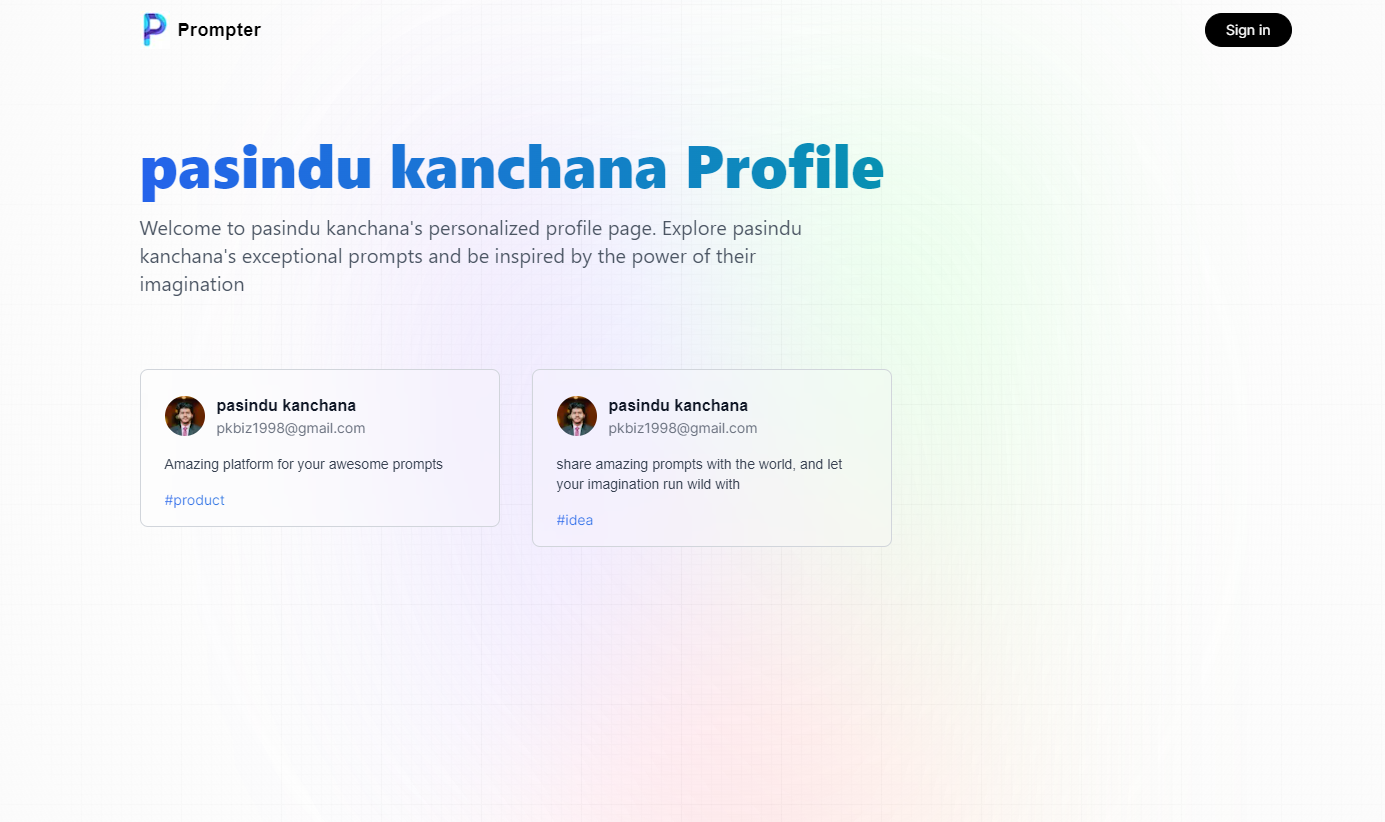 Prompter
Sign in
pasindu kanchana Profile
Welcome to pasindu kanchana's personalized profile page. Explore pasindu
kanchana's exceptional prompts and be inspired by the power of their
imagination
pasindu kanchana
pkbiz1998@gmail.com
Amazing platform for your awesome prompts
#product
pasindu kanchana
pkbiz1998@gmail.com
share amazing prompts with the world, and let
your imagination run wild with
#idea